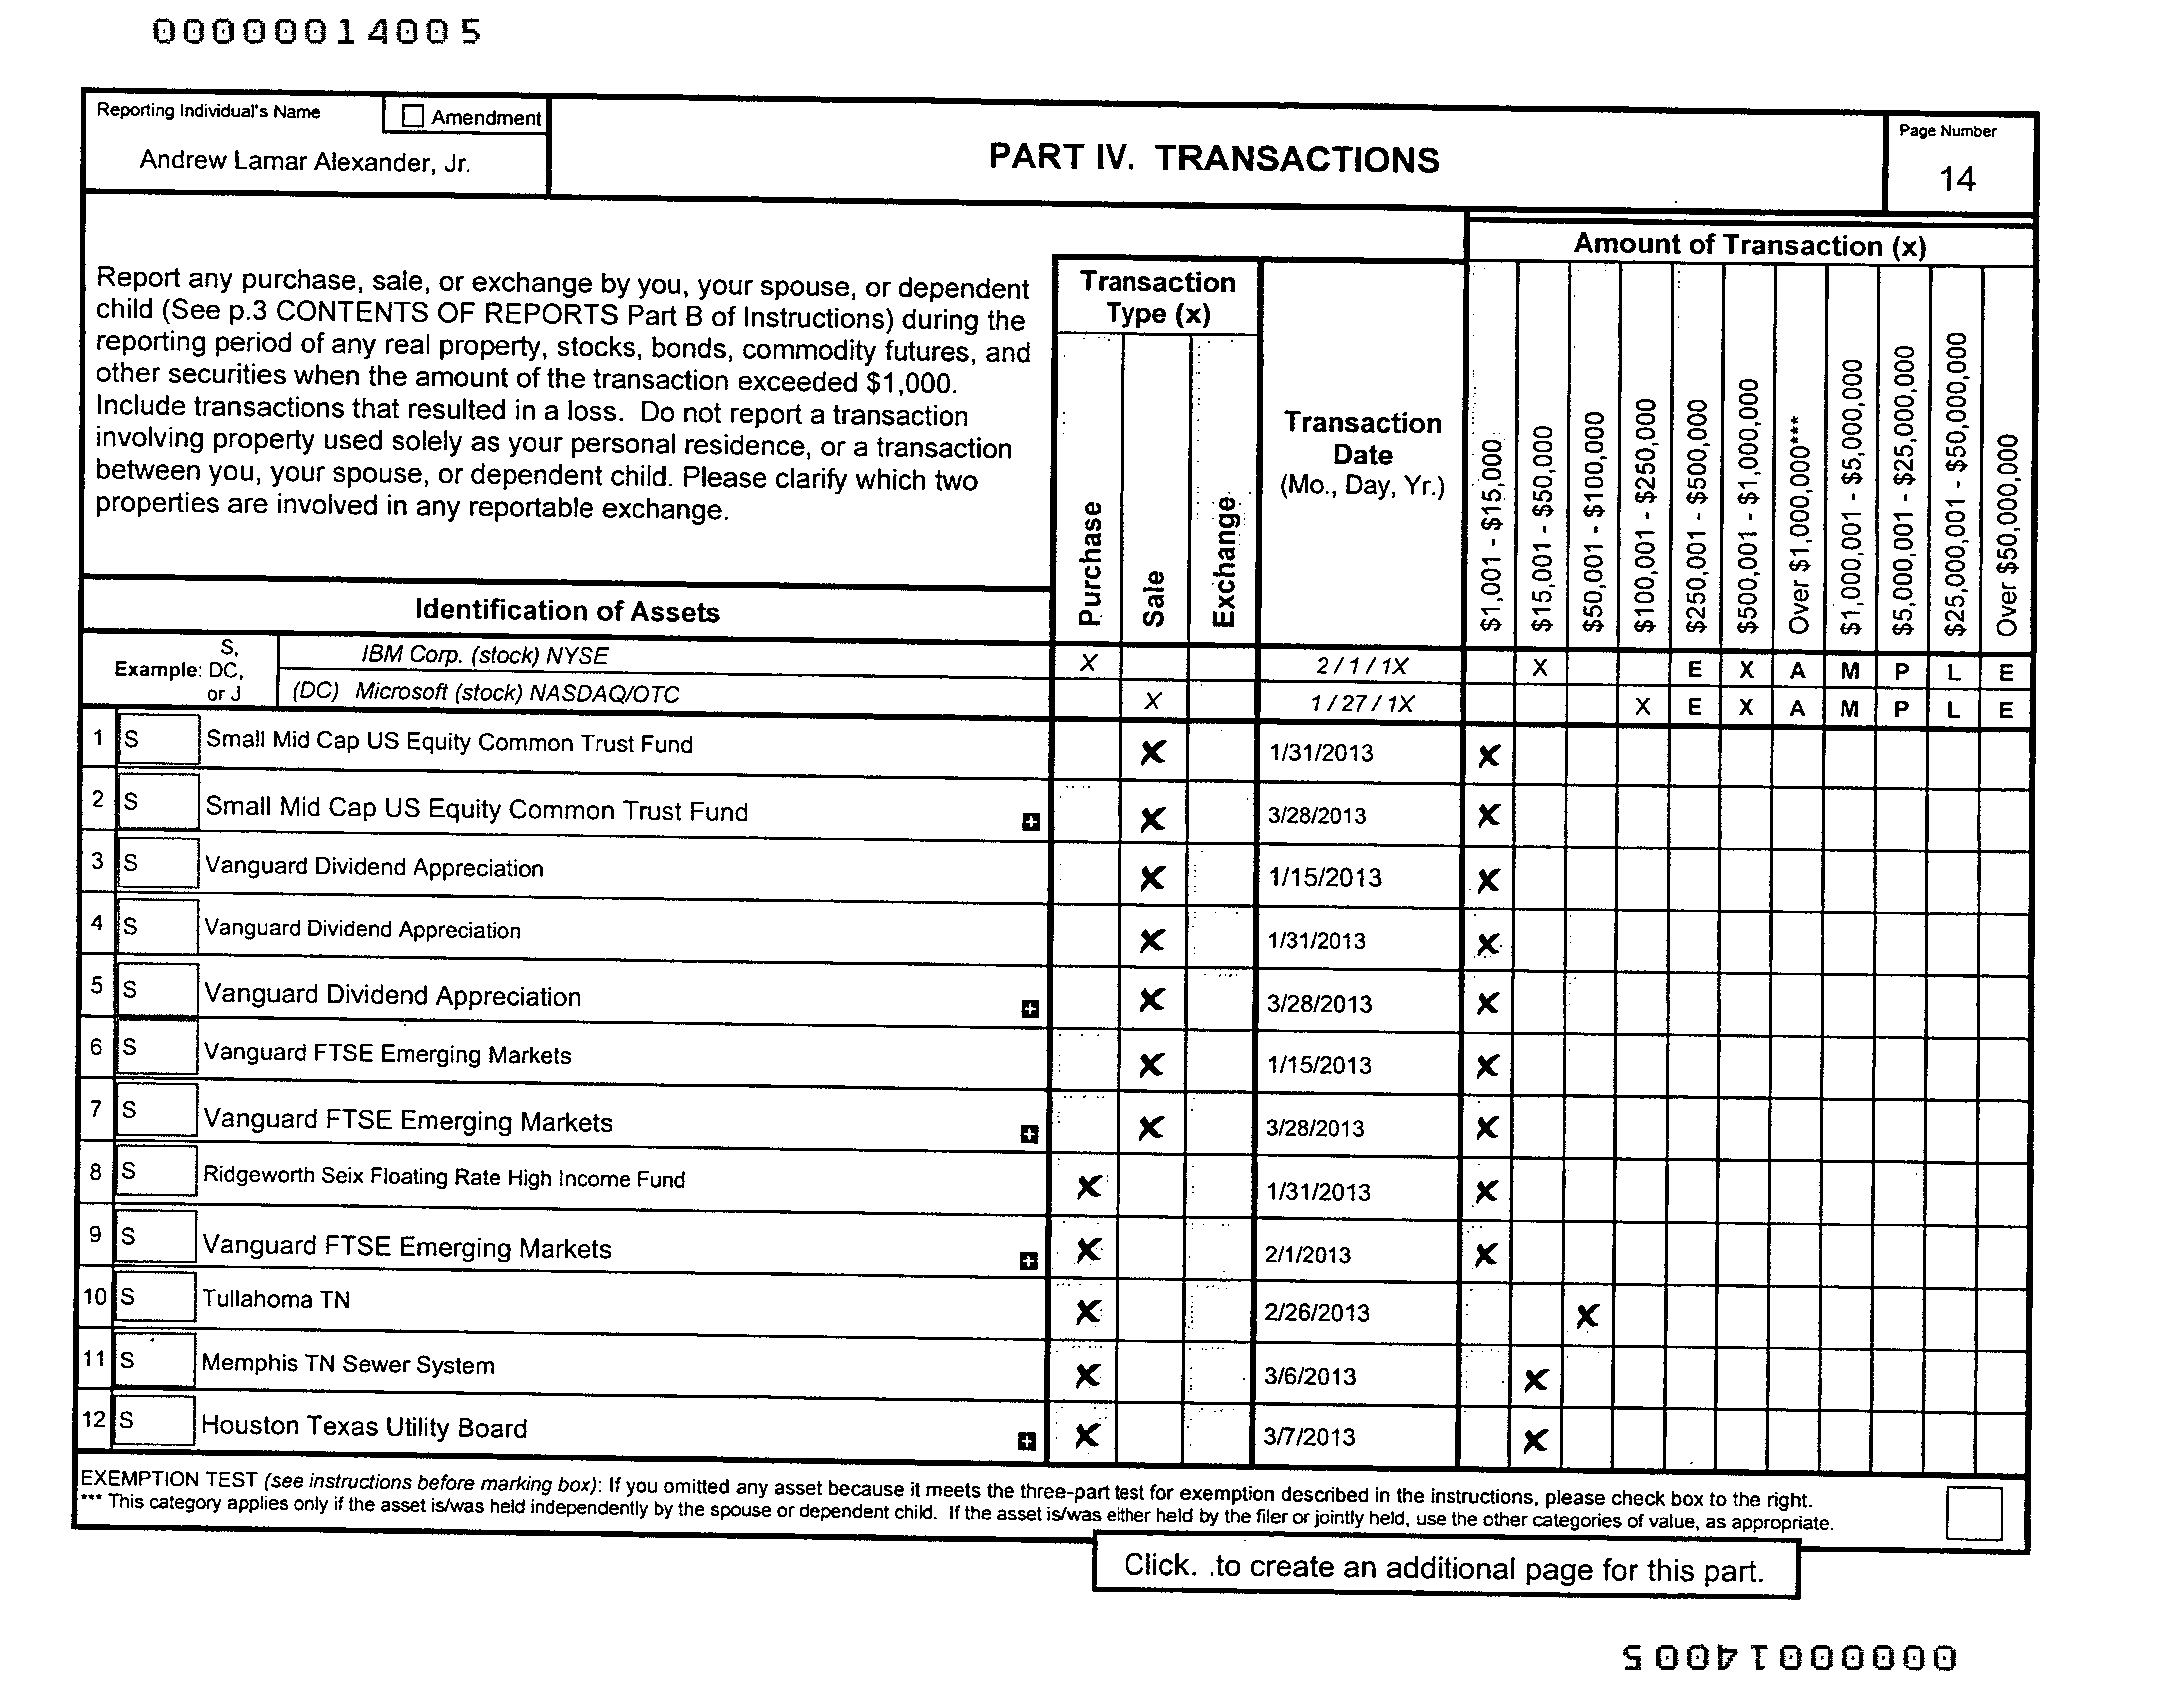 00000014005
Reporting Individual's Name
☐ Amendment
Andrew Lamar Alexander, Jr.
PART IV. TRANSACTIONS
Page Number
14
Report any purchase, sale, or exchange by you, your spouse, or dependent
child (See p.3 CONTENTS OF REPORTS Part B of Instructions) during the
reporting period of any real property, stocks, bonds, commodity futures, and
other securities when the amount of the transaction exceeded $1,000.
Include transactions that resulted in a loss. Do not report a transaction
involving property used solely as your personal residence, or a transaction
between you, your spouse, or dependent child. Please clarify which two
properties are involved in any reportable exchange.
Identification of Assets
Transaction
Type (x)
Purchase
Sale
Exchange
Transaction
Date
(Mo., Day, Yr.)
Amount of Transaction (x)
$1,001 - $15,000
$15,001 - $50,000
$50,001 - $100,000
$100,001 - $250,000
$250,001 - $500,000
$500,001 - $1,000,000
Over $1,000,000***
$1,000,001 - $5,000,000
$5,000,001 - $25,000,000
$25,000,001 - $50,000,000
Over $50,000,000
Example: S, DC, or J
IBM Corp. (stock) NYSE X 2 / 1 / 1X X E X A M P L E
(DC) Microsoft (stock) NASDAQ/OTC X 1 / 27 / 1X X E X A M P L E
1 S Small Mid Cap US Equity Common Trust Fund X 1/31/2013 X
2 S Small Mid Cap US Equity Common Trust Fund + X 3/28/2013 X
3 S Vanguard Dividend Appreciation X 1/15/2013 X
4 S Vanguard Dividend Appreciation X 1/31/2013 X
5 S Vanguard Dividend Appreciation + X 3/28/2013 X
6 S Vanguard FTSE Emerging Markets X 1/15/2013 X
7 S Vanguard FTSE Emerging Markets + X 3/28/2013 X
8 S Ridgeworth Seix Floating Rate High Income Fund X 1/31/2013 X
9 S Vanguard FTSE Emerging Markets + X 2/1/2013 X
10 S Tullahoma TN X 2/26/2013 X
11 S Memphis TN Sewer System X 3/6/2013 X
12 S Houston Texas Utility Board + X 3/7/2013 X
EXEMPTION TEST (see instructions before marking box): If you omitted any asset because it meets the three-part test for exemption described in the instructions, please check box to the right.
*** This category applies only if the asset is/was held independently by the spouse or dependent child. If the asset is/was either held by the filer or jointly held, use the other categories of value, as appropriate.
Click. .to create an additional page for this part.
00000014005